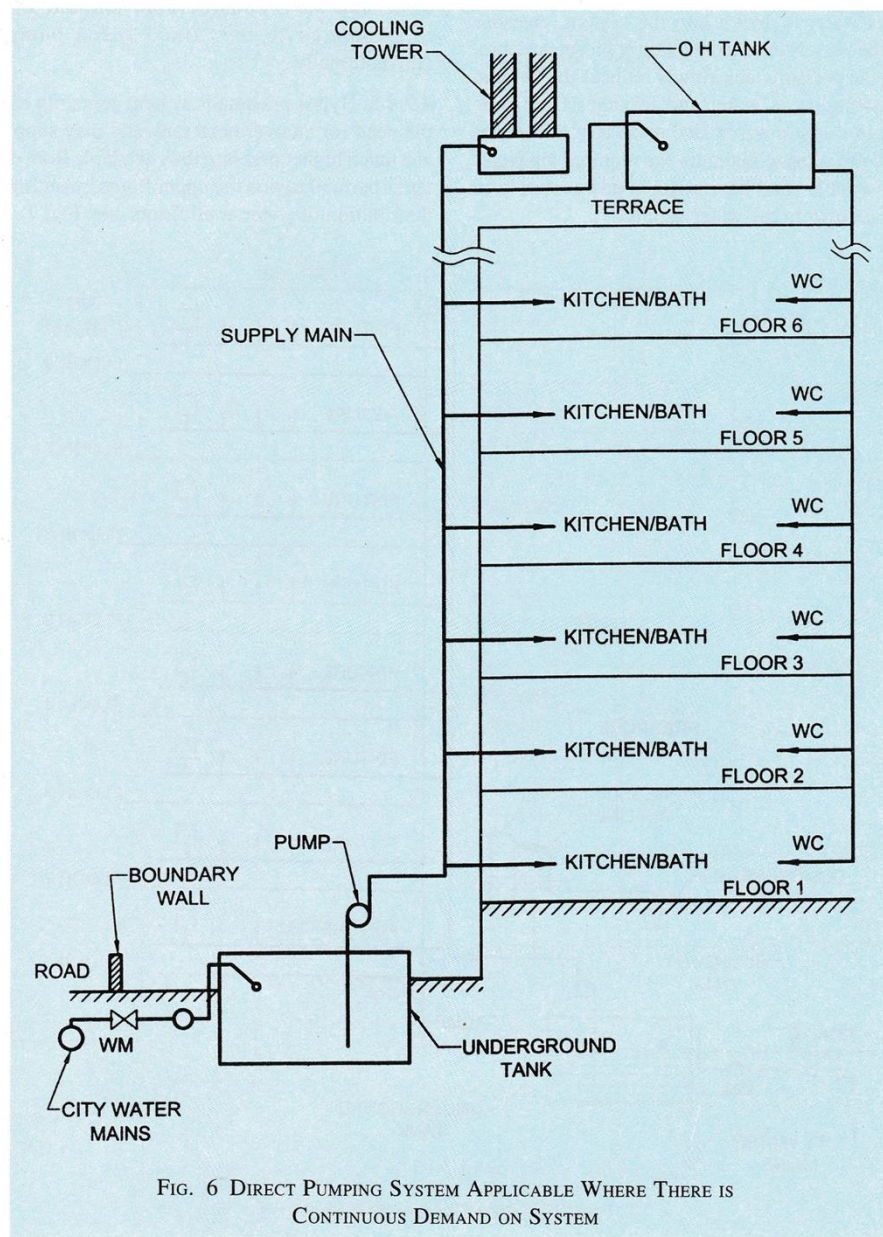 COOLING
TOWER
O H TANK
TERRACE
WC
KITCHEN/BATH
FLOOR 6
SUPPLY MAIN
WC
KITCHEN/BATH
FLOOR 5
WC
KITCHEN/BATH
FLOOR 4
WC
KITCHEN/BATH
FLOOR 3
WC
KITCHEN/BATH
FLOOR 2
PUMP
WC
KITCHEN/BATH
BOUNDARY
WALL
FLOOR 1
ROAD
WM
UNDERGROUND
TANK
CITY WATER
MAINS
FIG. 6 DIRECT PUMPING SYSTEM APPLICABLE WHERE THERE IS
CONTINUOUS DEMAND ON SYSTEM